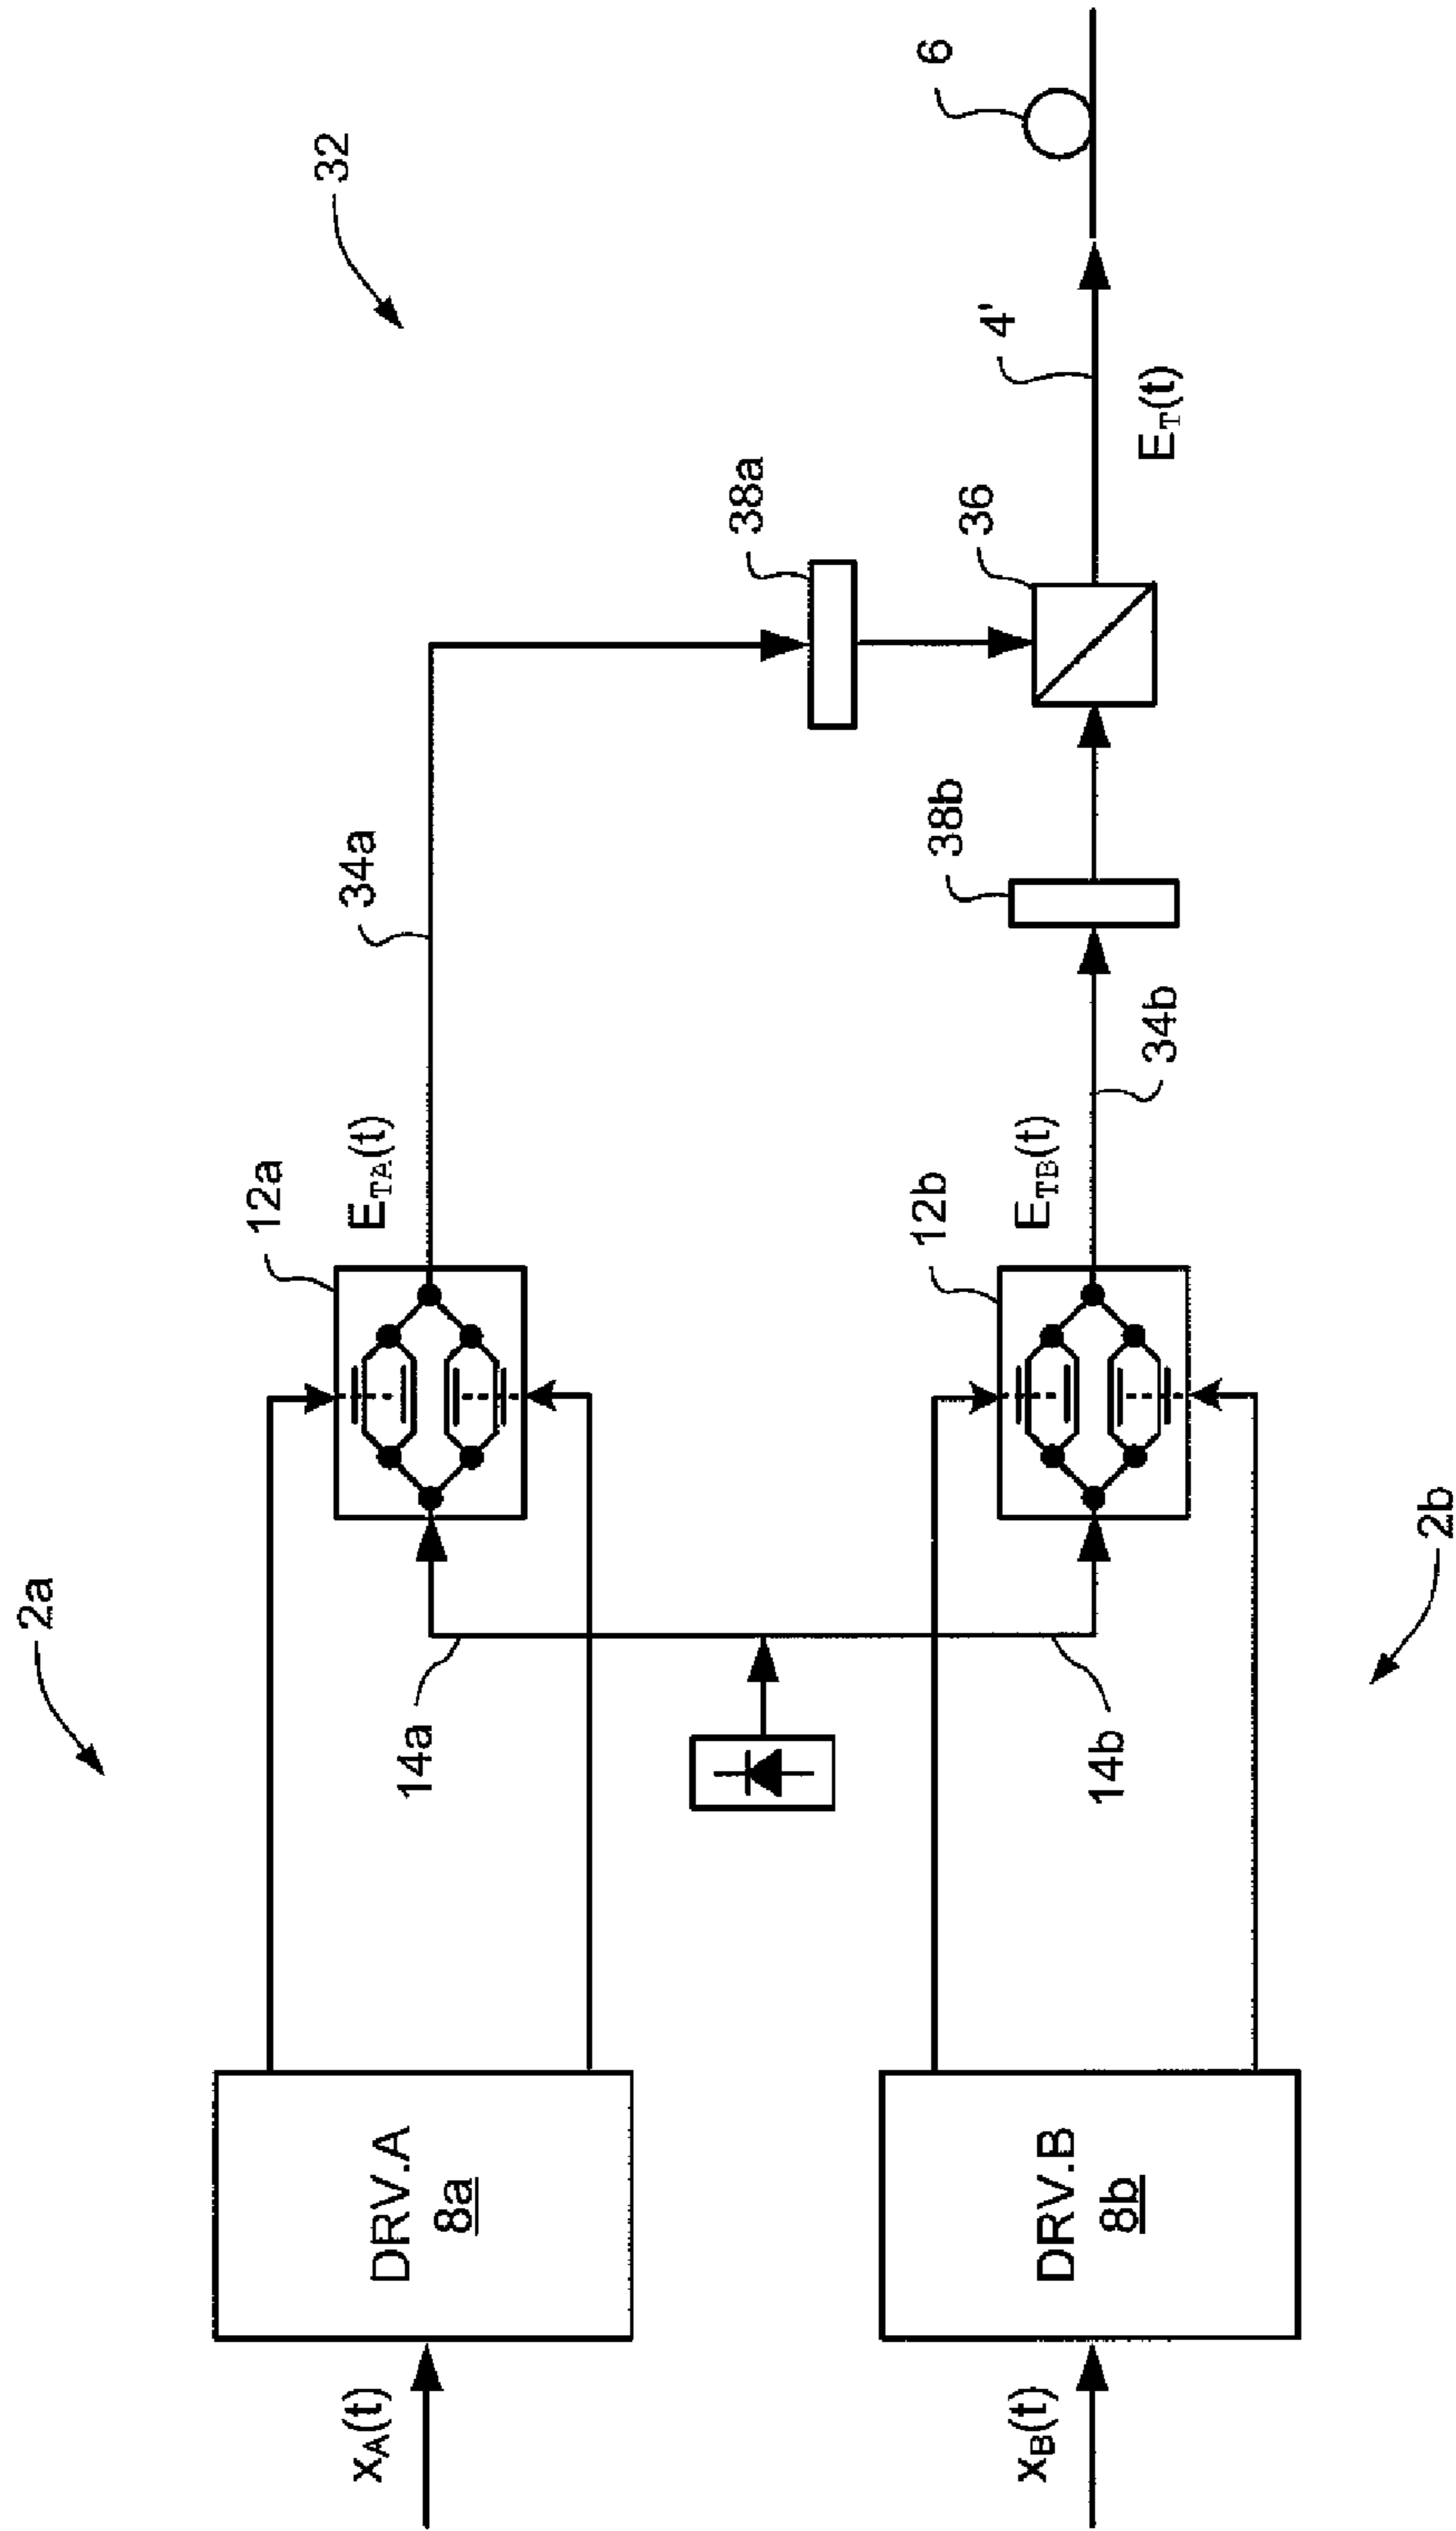 2a
32
x_A(t)
DRV.A
8a
14a
12a
E_TA(t)
34a
38a
6
x_B(t)
DRV.B
8b
14b
12b
E_TB(t)
34b
38b
36
4'
E_T(t)
2b